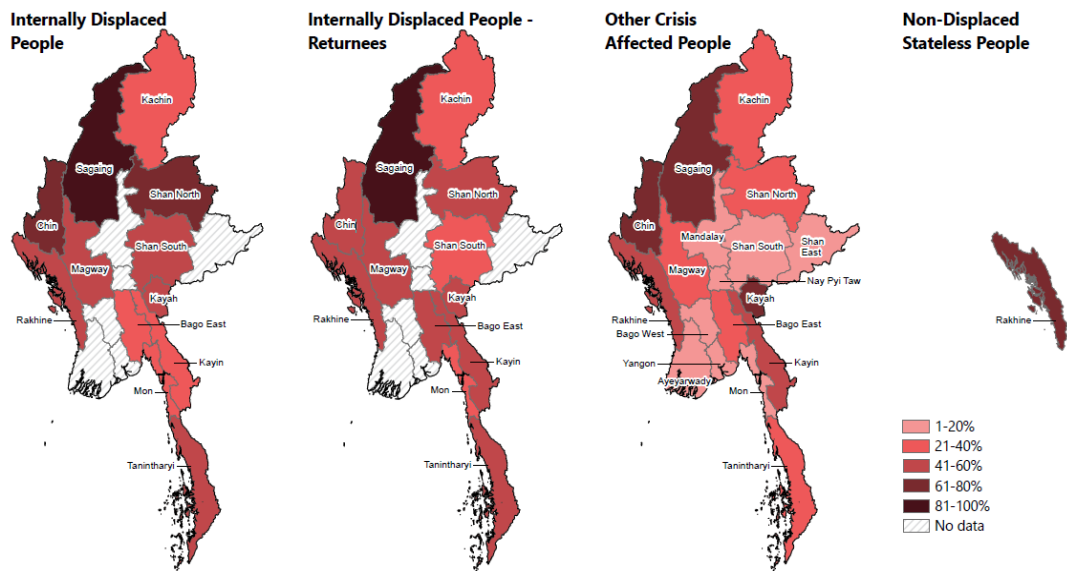 Internally Displaced
People
Kachin
Sagaing
Shan North
Chin
Shan South
Magway
Kayah
Rakhine
Bago East
Kayin
Mon
Tanintharyi
Internally Displaced People -
Returnees
Kachin
Sagaing
Shan North
Chin
Shan South
Magway
Kayah
Rakhine
Bago East
Kayin
Mon
Tanintharyi
Other Crisis
Affected People
Kachin
Sagaing
Shan North
Chin
Mandalay
Shan South
Shan
East
Magway
Nay Pyi Taw
Kayah
Rakhine
Bago East
Bago West
Yangon
Kayin
Ayeyarwady
Mon
Tanintharyi
Non-Displaced
Stateless People
Rakhine
1-20%
21-40%
41-60%
61-80%
81-100%
No data